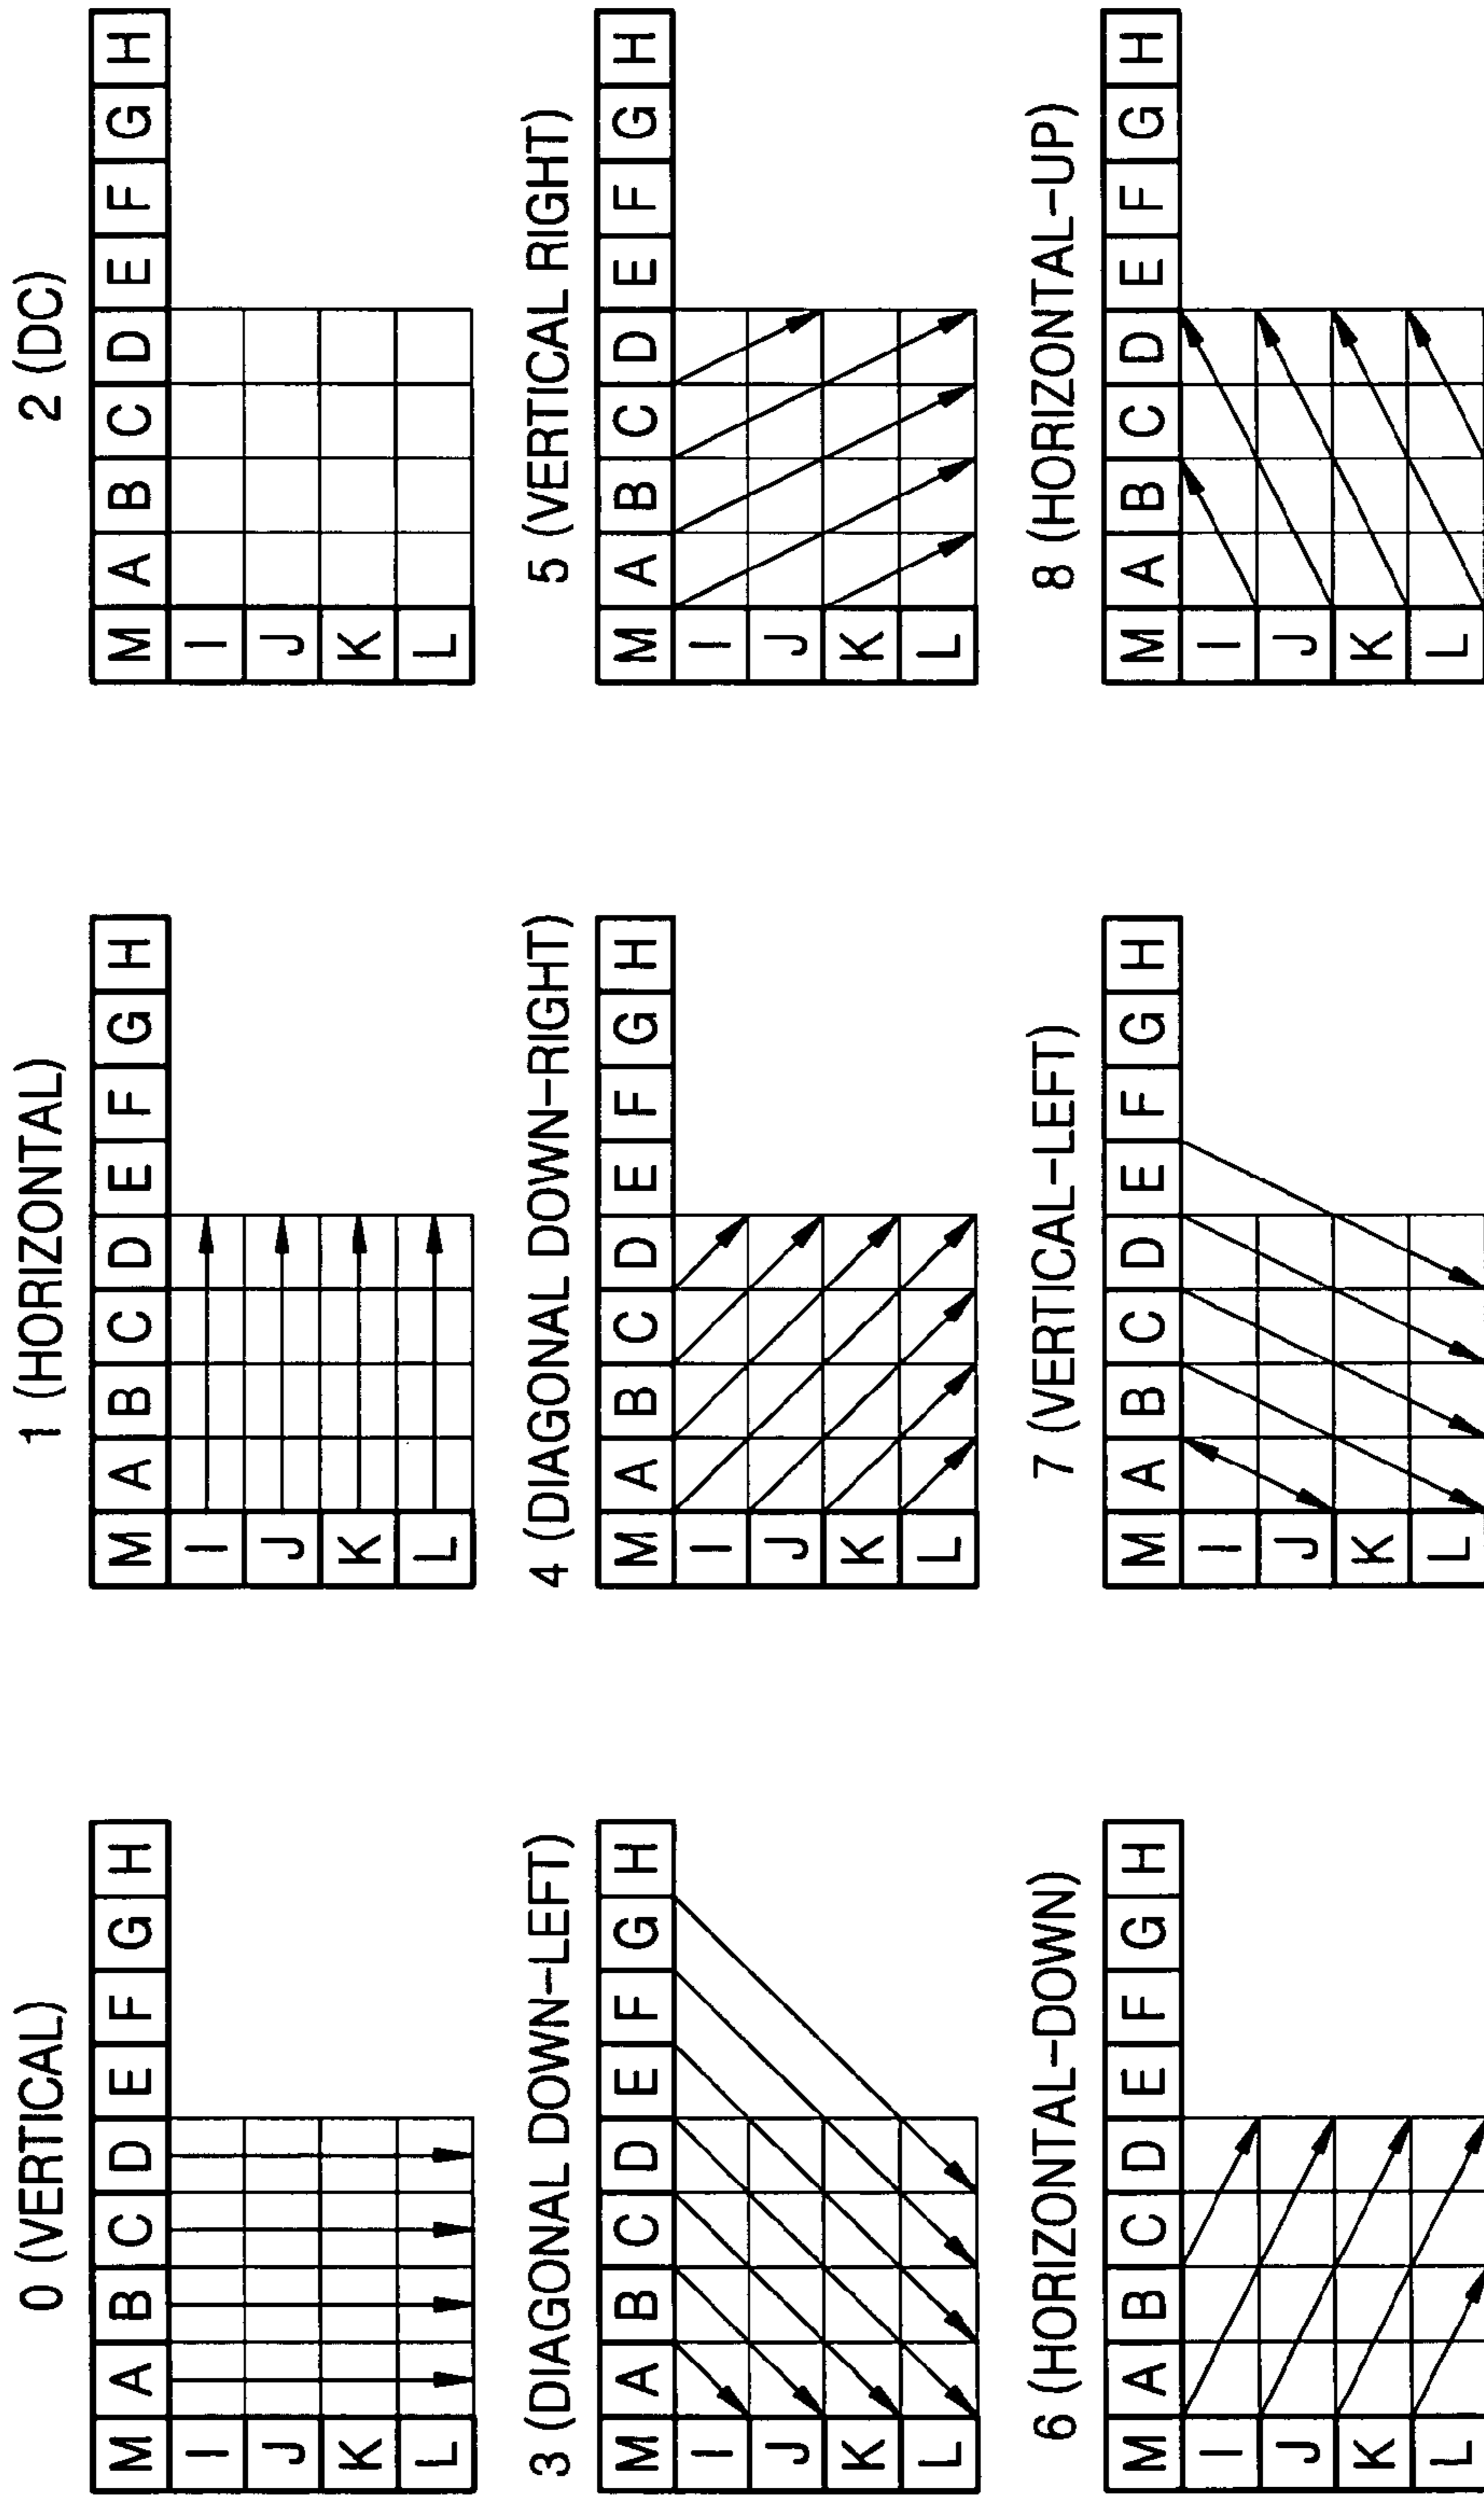 0 (VERTICAL)
M A B C D E F G H
I
J
K
L
1 (HORIZONTAL)
M A B C D E F G H
I
J
K
L
2 (DC)
M A B C D E F G H
I
J
K
L
3 (DIAGONAL DOWN-LEFT)
M A B C D E F G H
I
J
K
L
4 (DIAGONAL DOWN-RIGHT)
M A B C D E F G H
I
J
K
L
5 (VERTICAL RIGHT)
M A B C D E F G H
I
J
K
L
6 (HORIZONTAL-DOWN)
M A B C D E F G H
I
J
K
L
7 (VERTICAL-LEFT)
M A B C D E F G H
I
J
K
L
8 (HORIZONTAL-UP)
M A B C D E F G H
I
J
K
L